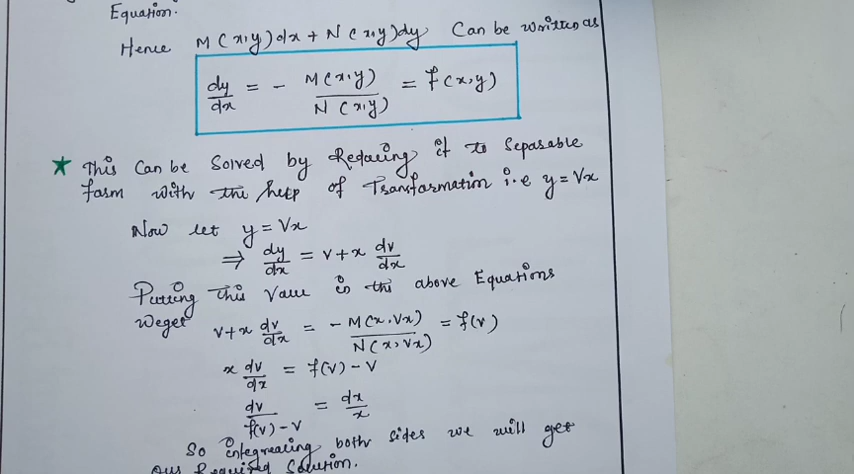 Equation.
Hence M(x,y)dx + N(x,y)dy Can be written as
dy/dx = - M(x,y)/N(x,y) = f(x,y)
★ This Can be Solved by Reducing it to Separable
form with the help of Transformation i.e y = Vx
Now let y = Vx
⇒ dy/dx = v + x dv/dx
Putting this Value in the above Equations
we get v + x dv/dx = -M(x, Vx)/N(x, Vx) = f(v)
x dv/dx = f(v) - V
dv/f(v) - V = dx/x
So integrating both sides we will get
our Required Solution.